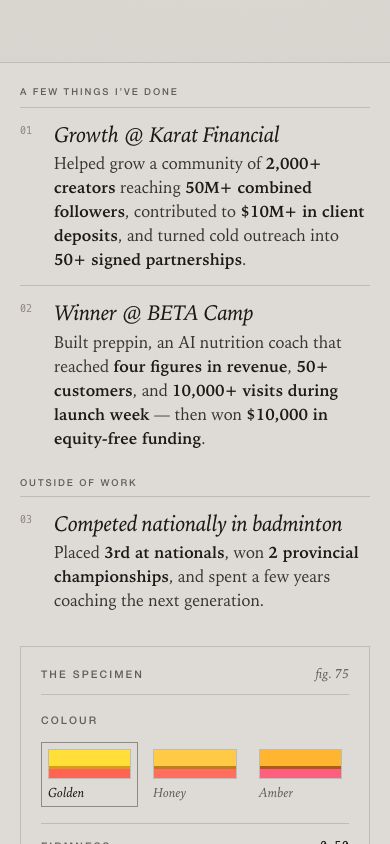 A FEW THINGS I'VE DONE
01
Growth @ Karat Financial
Helped grow a community of 2,000+
creators reaching 50M+ combined
followers, contributed to $10M+ in client
deposits, and turned cold outreach into
50+ signed partnerships.
02
Winner @ BETA Camp
Built preppin, an AI nutrition coach that
reached four figures in revenue, 50+
customers, and 10,000+ visits during
launch week — then won $10,000 in
equity-free funding.
OUTSIDE OF WORK
03
Competed nationally in badminton
Placed 3rd at nationals, won 2 provincial
championships, and spent a few years
coaching the next generation.
THE SPECIMEN fig. 75
COLOUR
Golden Honey Amber